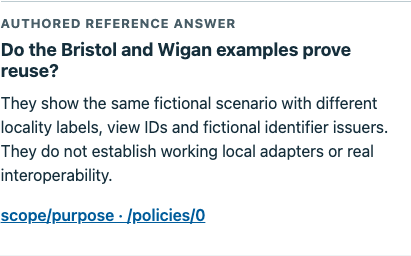 AUTHORED REFERENCE ANSWER
Do the Bristol and Wigan examples prove
reuse?
They show the same fictional scenario with different
locality labels, view IDs and fictional identifier issuers.
They do not establish working local adapters or real
interoperability.
scope/purpose · /policies/0